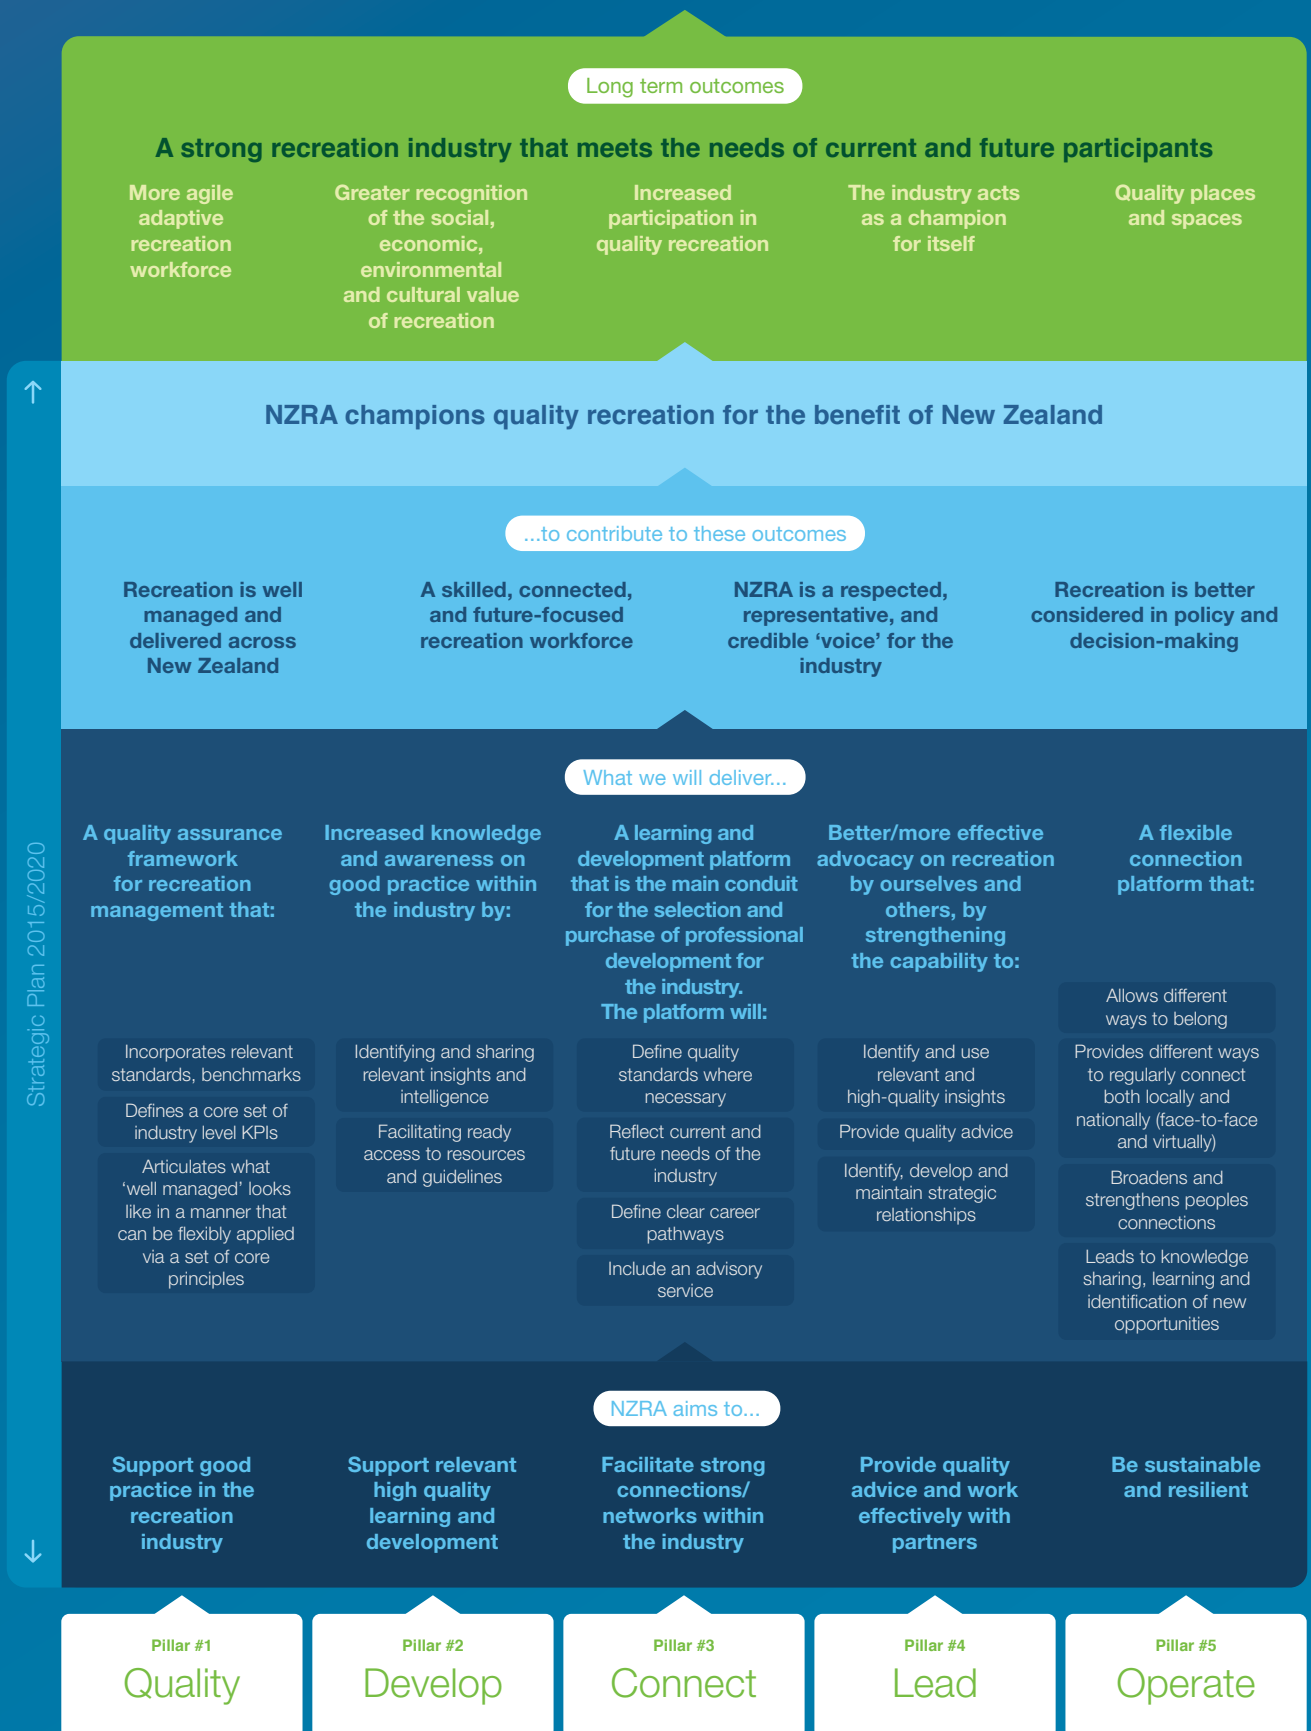 Long term outcomes
A strong recreation industry that meets the needs of current and future participants
More agile
adaptive
recreation
workforce
Greater recognition
of the social,
economic,
environmental
and cultural value
of recreation
Increased
participation in
quality recreation
The industry acts
as a champion
for itself
Quality places
and spaces
NZRA champions quality recreation for the benefit of New Zealand
...to contribute to these outcomes
Recreation is well
managed and
delivered across
New Zealand
A skilled, connected,
and future-focused
recreation workforce
NZRA is a respected,
representative, and
credible ‘voice’ for the
industry
Recreation is better
considered in policy and
decision-making
Strategic Plan 2015/2020
What we will deliver...
A quality assurance
framework
for recreation
management that:
Incorporates relevant
standards, benchmarks
Defines a core set of
industry level KPIs
Articulates what
‘well managed’ looks
like in a manner that
can be flexibly applied
via a set of core
principles
Increased knowledge
and awareness on
good practice within
the industry by:
Identifying and sharing
relevant insights and
intelligence
Facilitating ready
access to resources
and guidelines
A learning and
development platform
that is the main conduit
for the selection and
purchase of professional
development for
the industry.
The platform will:
Define quality
standards where
necessary
Reflect current and
future needs of the
industry
Define clear career
pathways
Include an advisory
service
Better/more effective
advocacy on recreation
by ourselves and
others, by
strengthening
the capability to:
Identify and use
relevant and
high-quality insights
Provide quality advice
Identify, develop and
maintain strategic
relationships
A flexible
connection
platform that:
Allows different
ways to belong
Provides different ways
to regularly connect
both locally and
nationally (face-to-face
and virtually)
Broadens and
strengthens peoples
connections
Leads to knowledge
sharing, learning and
identification of new
opportunities
NZRA aims to...
Support good
practice in the
recreation
industry
Support relevant
high quality
learning and
development
Facilitate strong
connections/
networks within
the industry
Provide quality
advice and work
effectively with
partners
Be sustainable
and resilient
Pillar #1
Quality
Pillar #2
Develop
Pillar #3
Connect
Pillar #4
Lead
Pillar #5
Operate